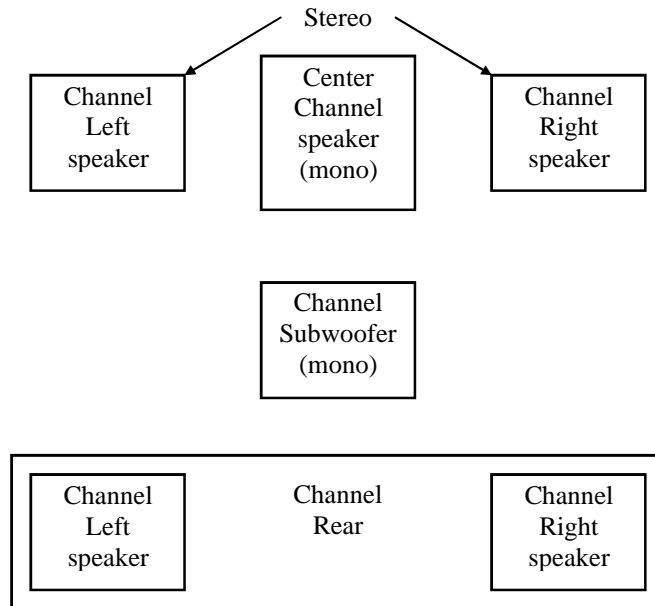 Stereo
Channel
Left
speaker
Center
Channel
speaker
(mono)
Channel
Right
speaker
Channel
Subwoofer
(mono)
Channel
Left
speaker
Channel
Rear
Channel
Right
speaker